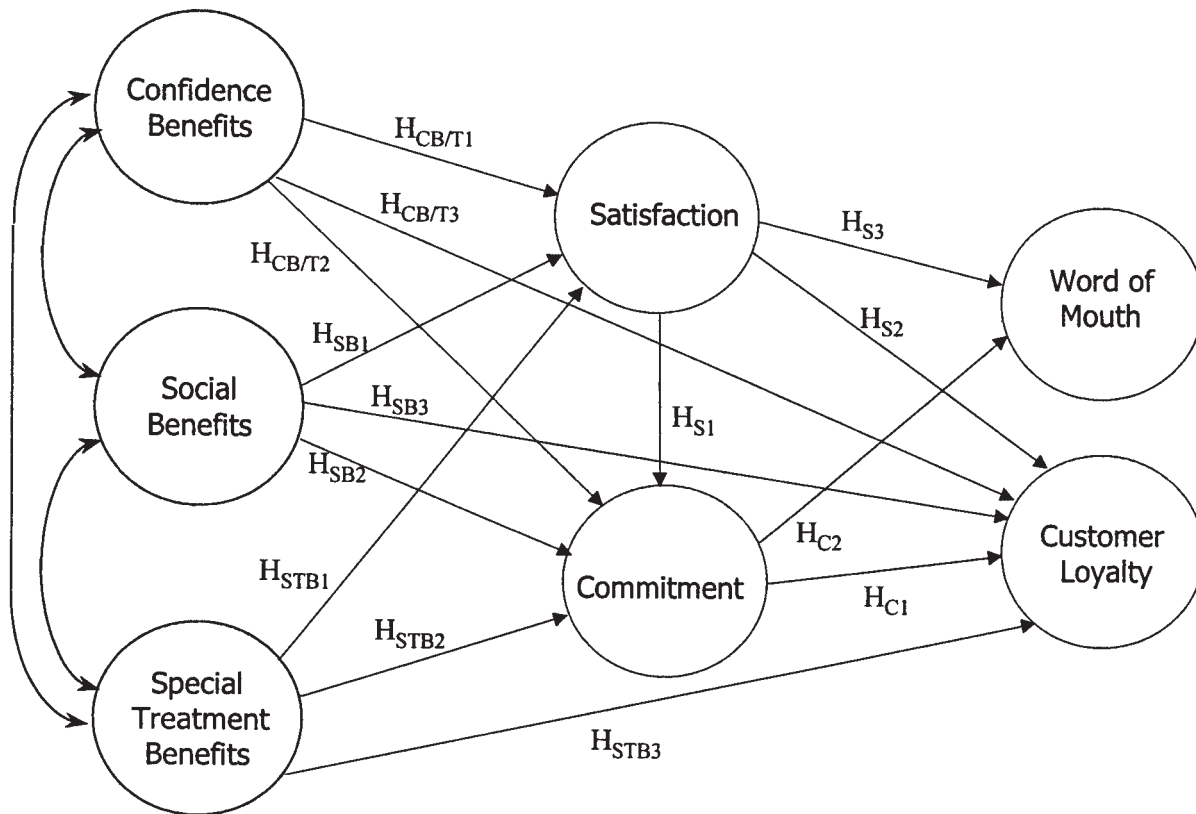 Confidence
Benefits
H_CB/T1
Satisfaction
H_CB/T3
H_S3
H_CB/T2
Word of
Mouth
H_SB1
H_S2
Social
Benefits
H_SB3
H_S1
H_SB2
H_C2
Customer
Loyalty
H_STB1
Commitment
H_C1
H_STB2
Special
Treatment
Benefits
H_STB3